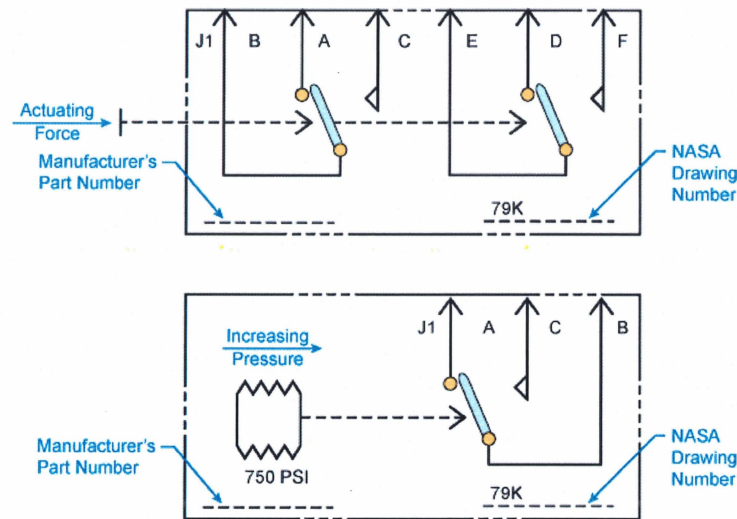 J1 B A C E D F
Actuating
Force
Manufacturer's
Part Number
NASA
Drawing
Number
79K
J1 A C B
Increasing
Pressure
Manufacturer's
Part Number
750 PSI
NASA
Drawing
Number
79K